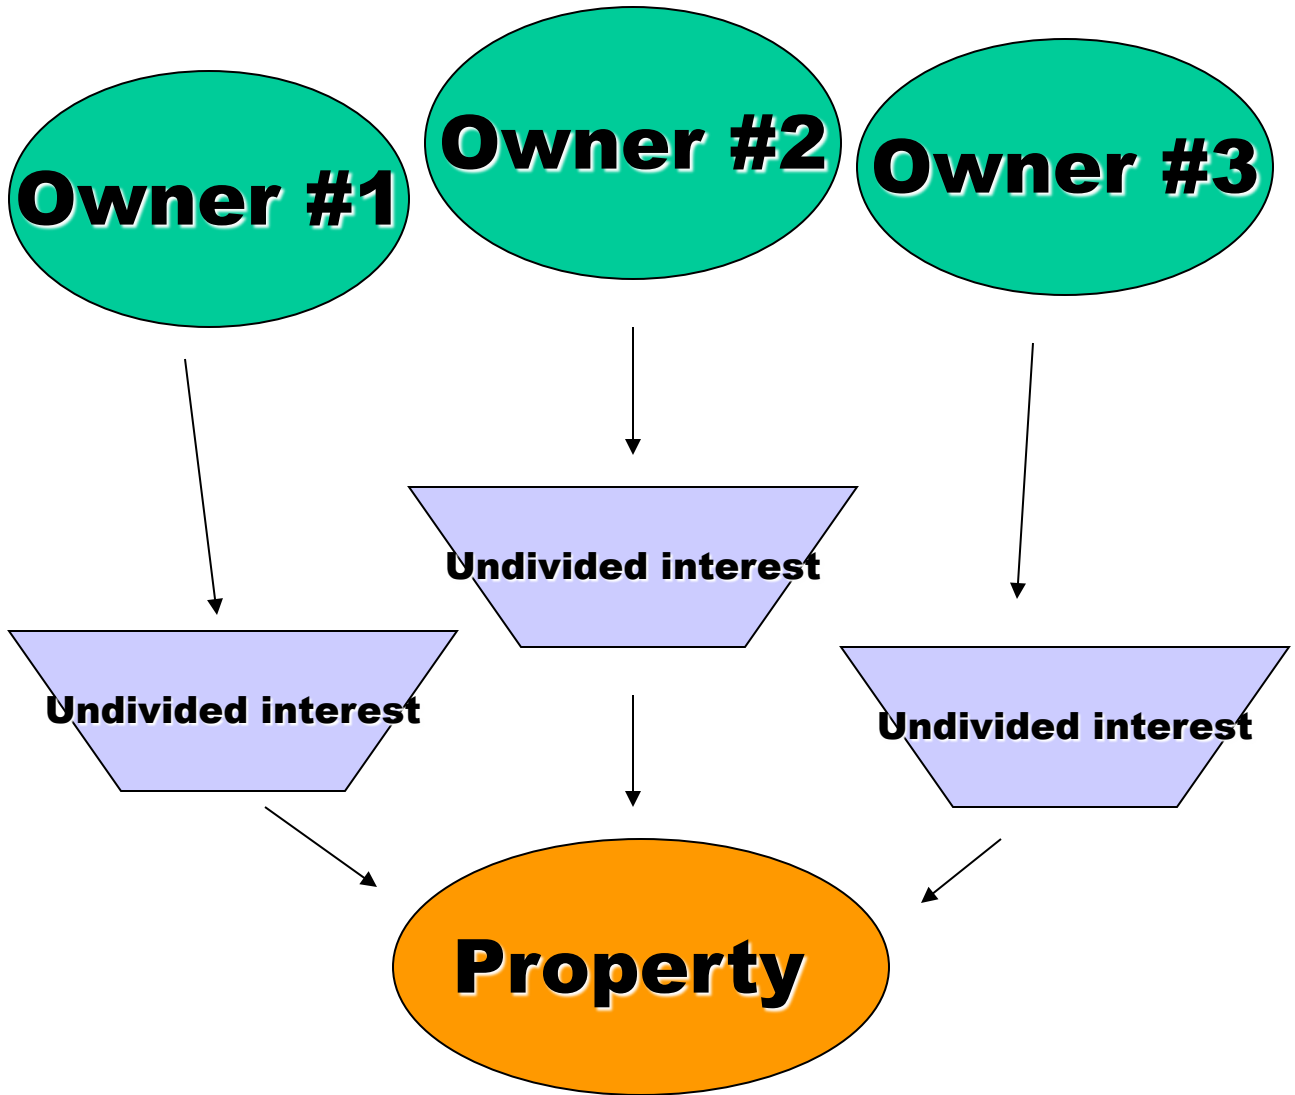 Owner #1
Owner #2
Owner #3
Undivided interest
Undivided interest
Undivided interest
Property